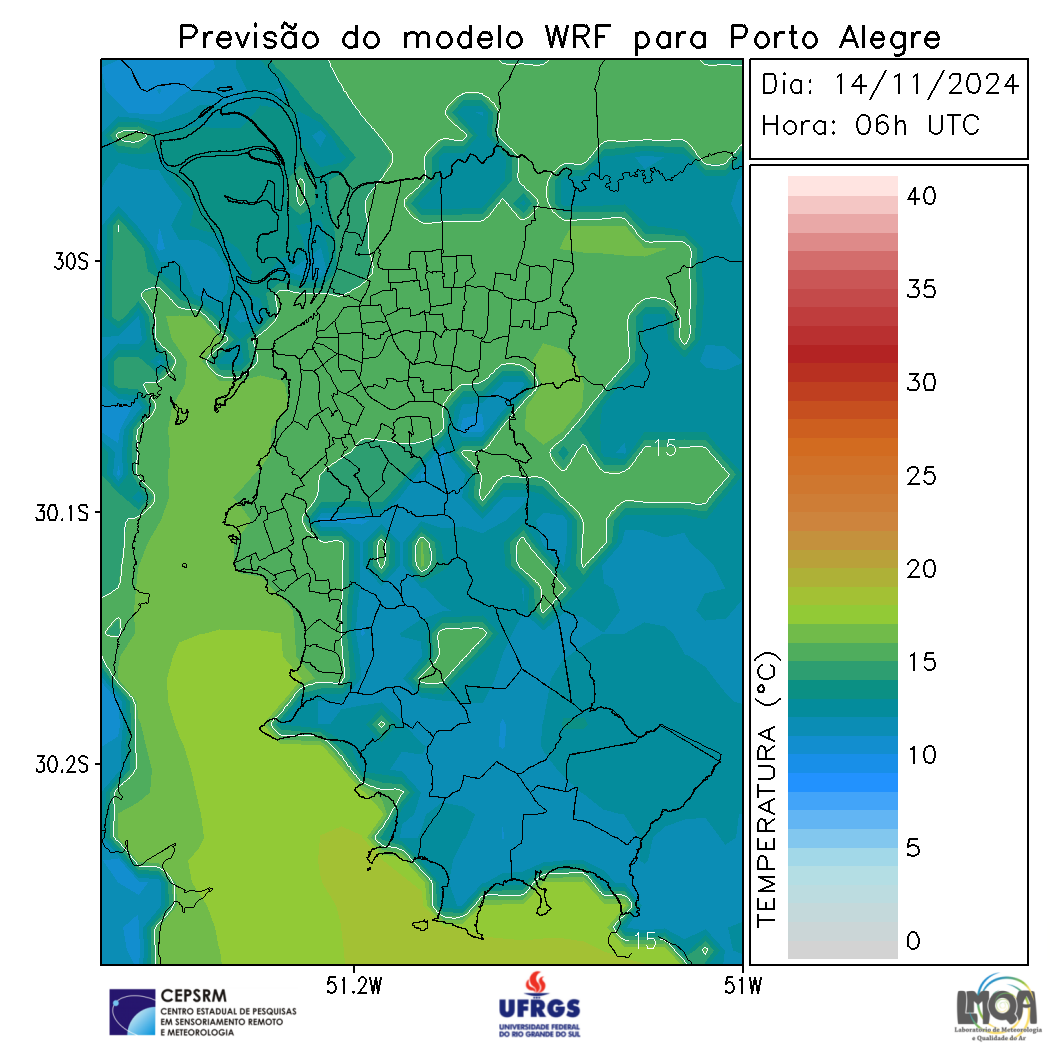 Previsão do modelo WRF para Porto Alegre
Dia: 14/11/2024
Hora: 06h UTC
30S
30.1S
30.2S
51.2W
51W
15
15
TEMPERATURA (°C)
40
35
30
25
20
15
10
5
0
CEPSRM
CENTRO ESTADUAL DE PESQUISAS
EM SENSORIAMENTO REMOTO
E METEOROLOGIA
UFRGS
UNIVERSIDADE FEDERAL
DO RIO GRANDE DO SUL
LMQA
Laboratório de Meteorologia
e Qualidade do Ar